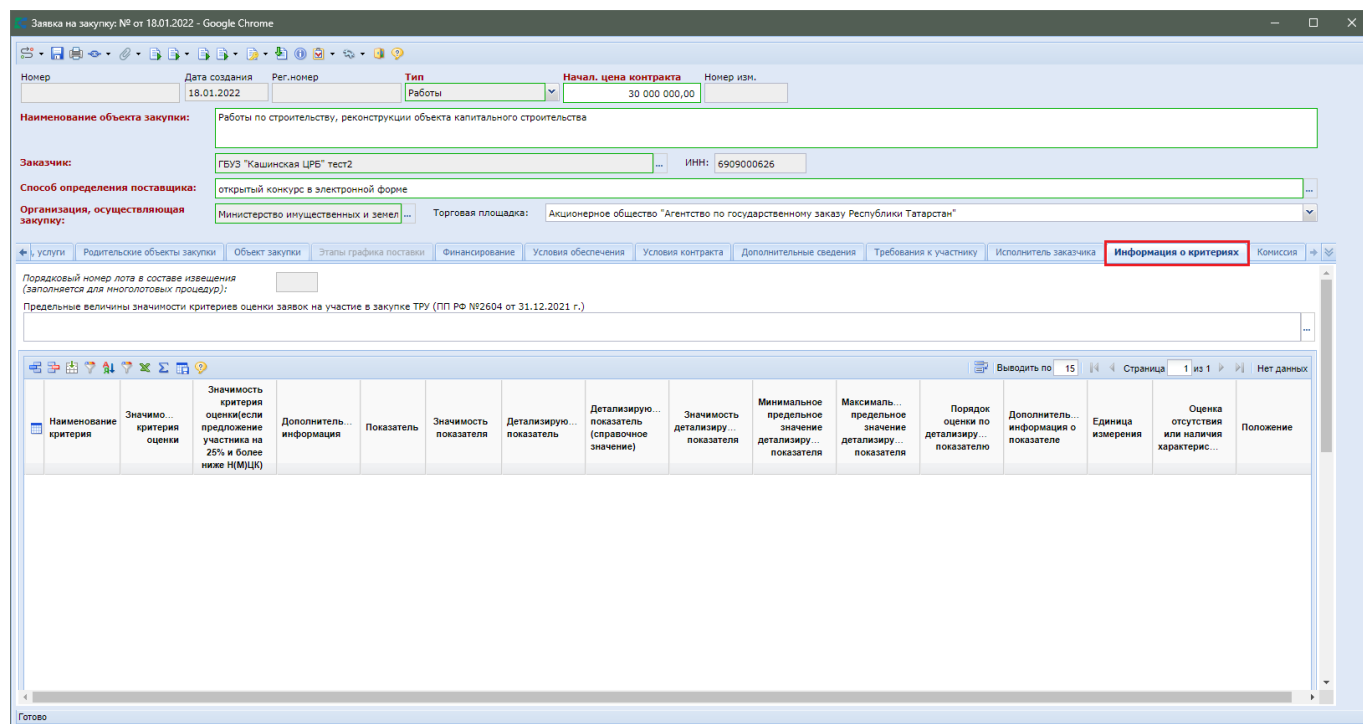 Заявка на закупку: № от 18.01.2022 - Google Chrome
Номер
Дата создания
Рег.номер
Тип
Начал. цена контракта
Номер изм.
18.01.2022
Работы
30 000 000,00
Наименование объекта закупки:
Работы по строительству, реконструкции объекта капитального строительства
Заказчик:
ГБУЗ "Кашинская ЦРБ" тест2
...
ИНН:
6909000626
Способ определения поставщика:
открытый конкурс в электронной форме
...
Организация, осуществляющая
закупку:
Министерство имущественных и земел
...
Торговая площадка:
Акционерное общество "Агентство по государственному заказу Республики Татарстан"
, услуги
Родительские объекты закупки
Объект закупки
Этапы графика поставки
Финансирование
Условия обеспечения
Условия контракта
Дополнительные сведения
Требования к участнику
Исполнитель заказчика
Информация о критериях
Комиссия
Порядковый номер лота в составе извещения
(заполняется для многолотовых процедур):
Предельные величины значимости критериев оценки заявок на участие в закупке ТРУ (ПП РФ №2604 от 31.12.2021 г.)
...
Выводить по
15
Страница
1
из 1
Нет данных
Наименование
критерия
Значимо...
критерия
оценки
Значимость
критерия
оценки(если
предложение
участника на
25% и более
ниже Н(М)ЦК)
Дополнитель...
информация
Показатель
Значимость
показателя
Детализирую...
показатель
Детализирую...
показатель
(справочное
значение)
Значимость
детализиру...
показателя
Минимальное
предельное
значение
детализиру...
показателя
Максималь...
предельное
значение
детализиру...
показателя
Порядок
оценки по
детализиру...
показателю
Дополнитель...
информация о
показателе
Единица
измерения
Оценка
отсутствия
или наличия
характерис...
Положение
Готово